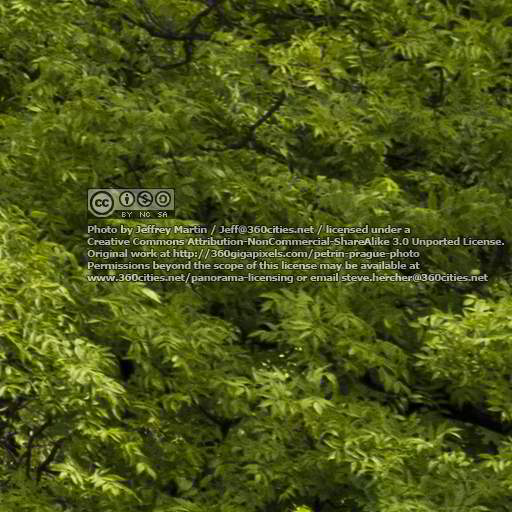 cc
BY NC SA
Photo by Jeffrey Martin / Jeff@360cities.net / licensed under a
Creative Commons Attribution-NonCommercial-ShareAlike 3.0 Unported License.
Original work at http://360gigapixels.com/petrin-prague-photo
Permissions beyond the scope of this license may be available at
www.360cities.net/panorama-licensing or email steve.hercher@360cities.net